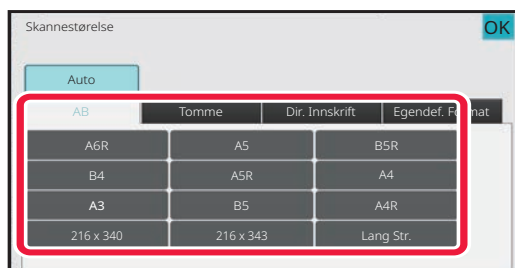 Skannestørelse OK
Auto
AB Tomme Dir. Innskrift Egendef. Format
A6R A5 B5R
B4 A5R A4
A3 B5 A4R
216 x 340 216 x 343 Lang Str.